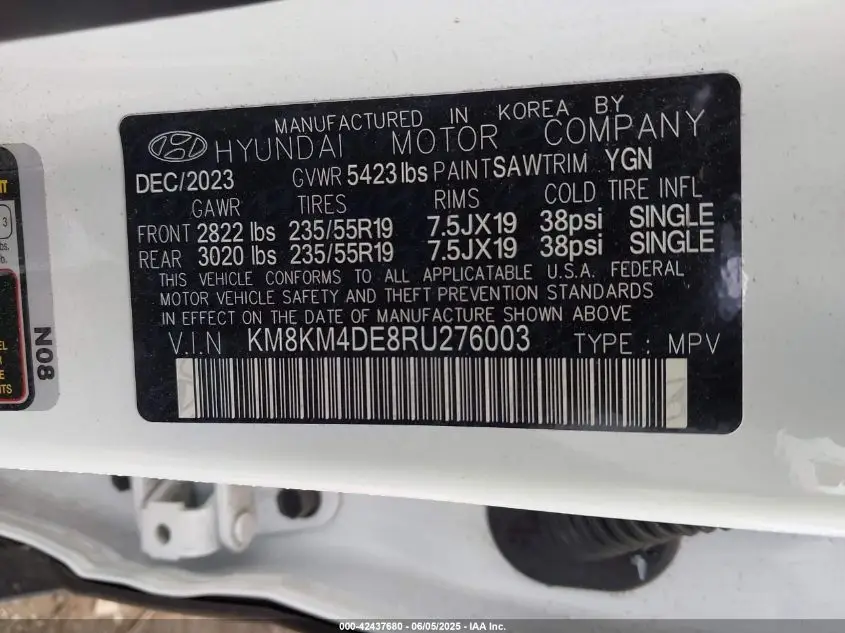 MANUFACTURED IN KOREA BY
HYUNDAI MOTOR COMPANY
DEC/2023 GVWR 5423 lbs PAINT SAW TRIM YGN
GAWR TIRES RIMS COLD TIRE INFL
FRONT 2822 lbs 235/55R19 7.5JX19 38psi SINGLE
REAR 3020 lbs 235/55R19 7.5JX19 38psi SINGLE
THIS VEHICLE CONFORMS TO ALL APPLICABLE U.S.A. FEDERAL
MOTOR VEHICLE SAFETY AND THEFT PREVENTION STANDARDS
IN EFFECT ON THE DATE OF MANUFACTURE SHOWN ABOVE
V.I.N KM8KM4DE8RU276003 TYPE : MPV
N08
3
lbs.
000-42437680 - 06/05/2025 - IAA Inc.